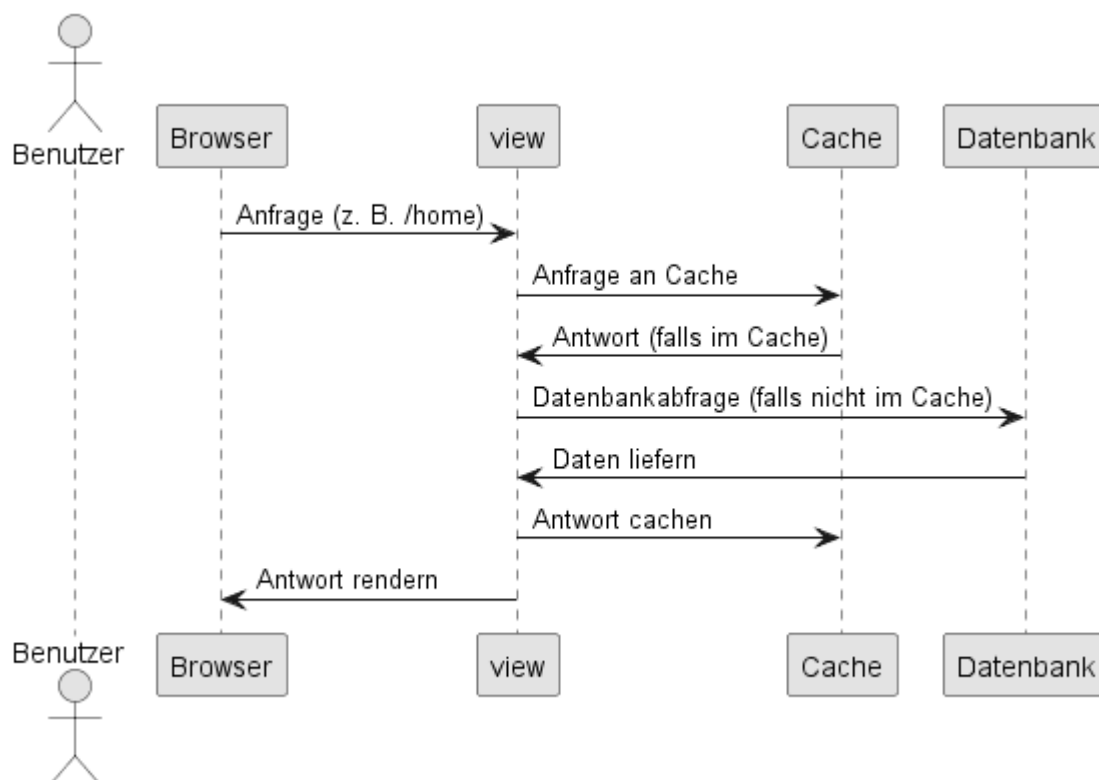 Benutzer
Browser
view
Cache
Datenbank
Anfrage (z. B. /home)
Anfrage an Cache
Antwort (falls im Cache)
Datenbankabfrage (falls nicht im Cache)
Daten liefern
Antwort cachen
Antwort rendern
Benutzer
Browser
view
Cache
Datenbank